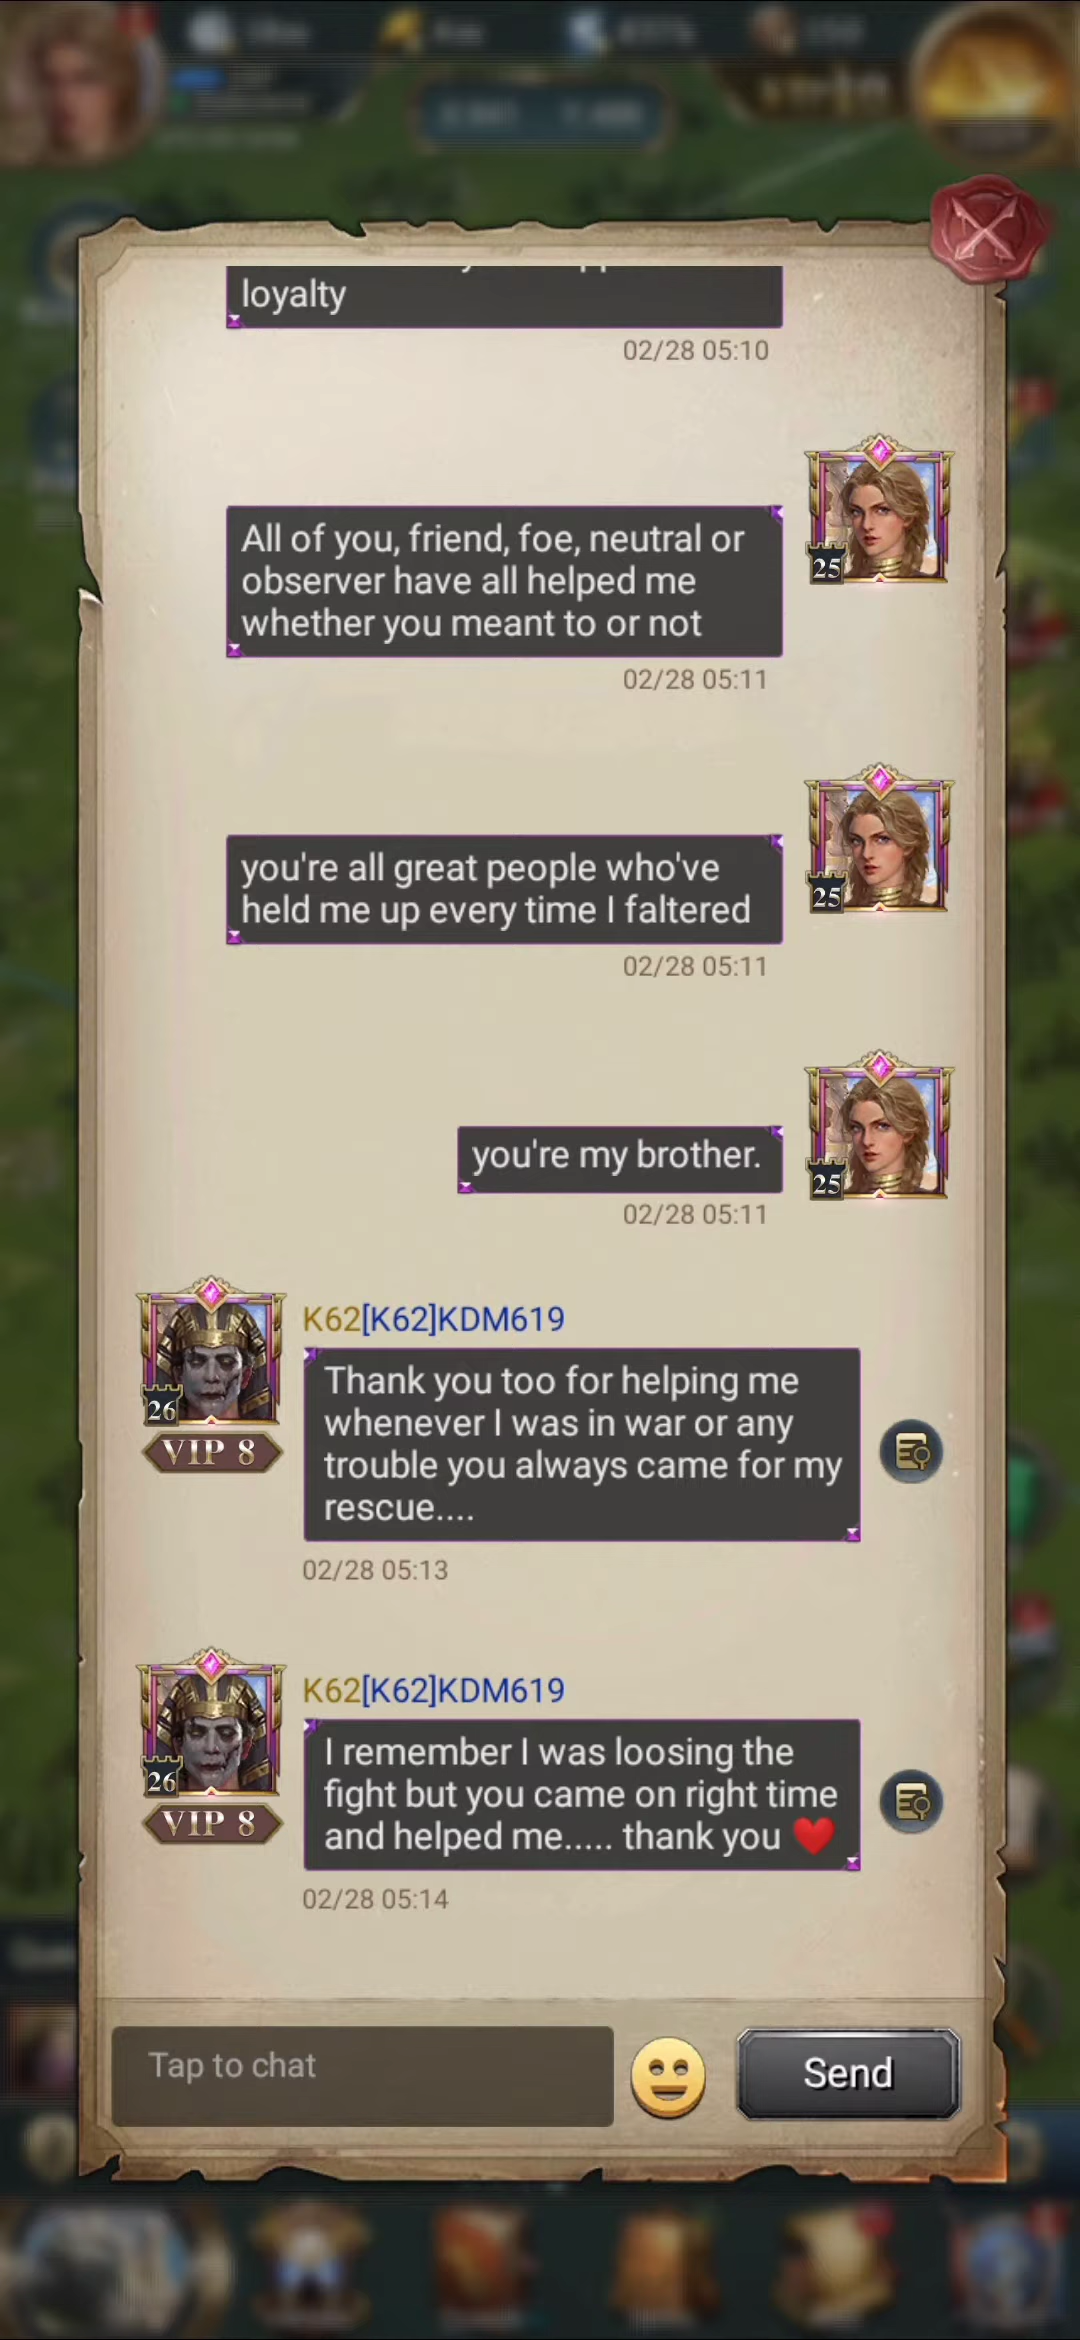 loyalty
02/28 05:10
All of you, friend, foe, neutral or
observer have all helped me
whether you meant to or not
25
02/28 05:11
you're all great people who've
held me up every time I faltered
25
02/28 05:11
you're my brother.
25
02/28 05:11
K62[K62]KDM619
Thank you too for helping me
whenever I was in war or any
trouble you always came for my
rescue....
26
VIP 8
02/28 05:13
K62[K62]KDM619
I remember I was loosing the
fight but you came on right time
and helped me..... thank you ❤️
26
VIP 8
02/28 05:14
Tap to chat
Send